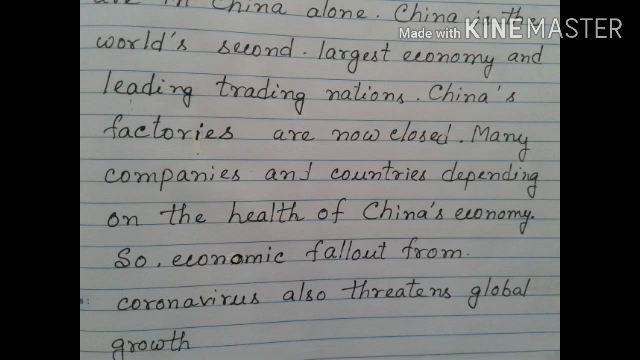 in China alone. China is the
Made with KINEMASTER
world's second. largest economy and
leading trading nations. China's
factories are now closed. Many
companies and countries depending
on the health of China's economy.
So, economic fallout from.
coronavirus also threatens global
growth